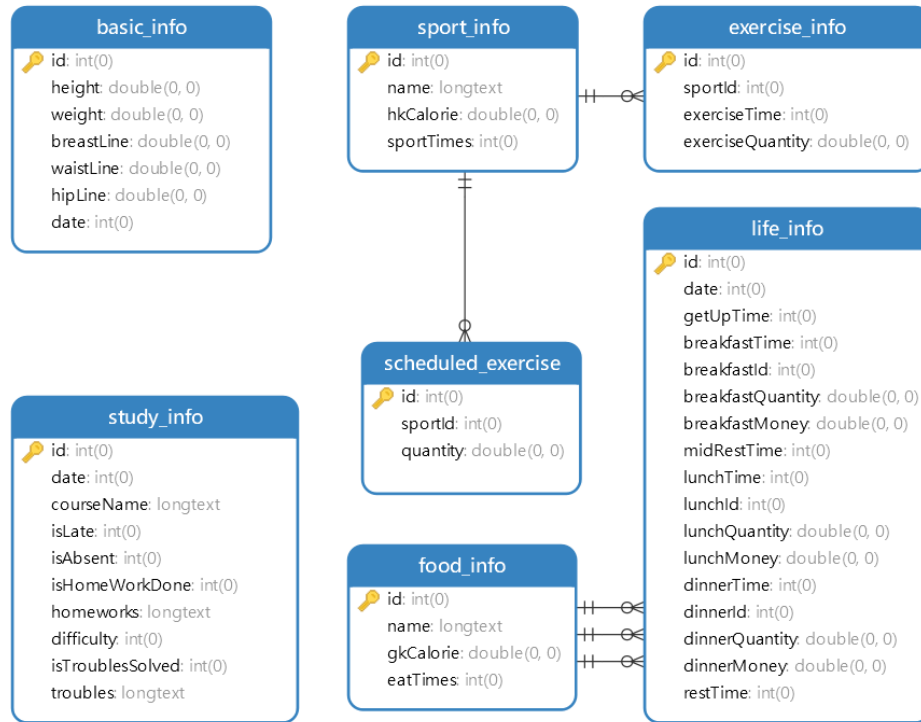 basic_info
id: int(0)
height: double(0, 0)
weight: double(0, 0)
breastLine: double(0, 0)
waistLine: double(0, 0)
hipLine: double(0, 0)
date: int(0)
sport_info
id: int(0)
name: longtext
hkCalorie: double(0, 0)
sportTimes: int(0)
exercise_info
id: int(0)
sportId: int(0)
exerciseTime: int(0)
exerciseQuantity: double(0, 0)
study_info
id: int(0)
date: int(0)
courseName: longtext
isLate: int(0)
isAbsent: int(0)
isHomeWorkDone: int(0)
homeworks: longtext
difficulty: int(0)
isTroublesSolved: int(0)
troubles: longtext
scheduled_exercise
id: int(0)
sportId: int(0)
quantity: double(0, 0)
food_info
id: int(0)
name: longtext
gkCalorie: double(0, 0)
eatTimes: int(0)
life_info
id: int(0)
date: int(0)
getUpTime: int(0)
breakfastTime: int(0)
breakfastId: int(0)
breakfastQuantity: double(0, 0)
breakfastMoney: double(0, 0)
midRestTime: int(0)
lunchTime: int(0)
lunchId: int(0)
lunchQuantity: double(0, 0)
lunchMoney: double(0, 0)
dinnerTime: int(0)
dinnerId: int(0)
dinnerQuantity: double(0, 0)
dinnerMoney: double(0, 0)
restTime: int(0)